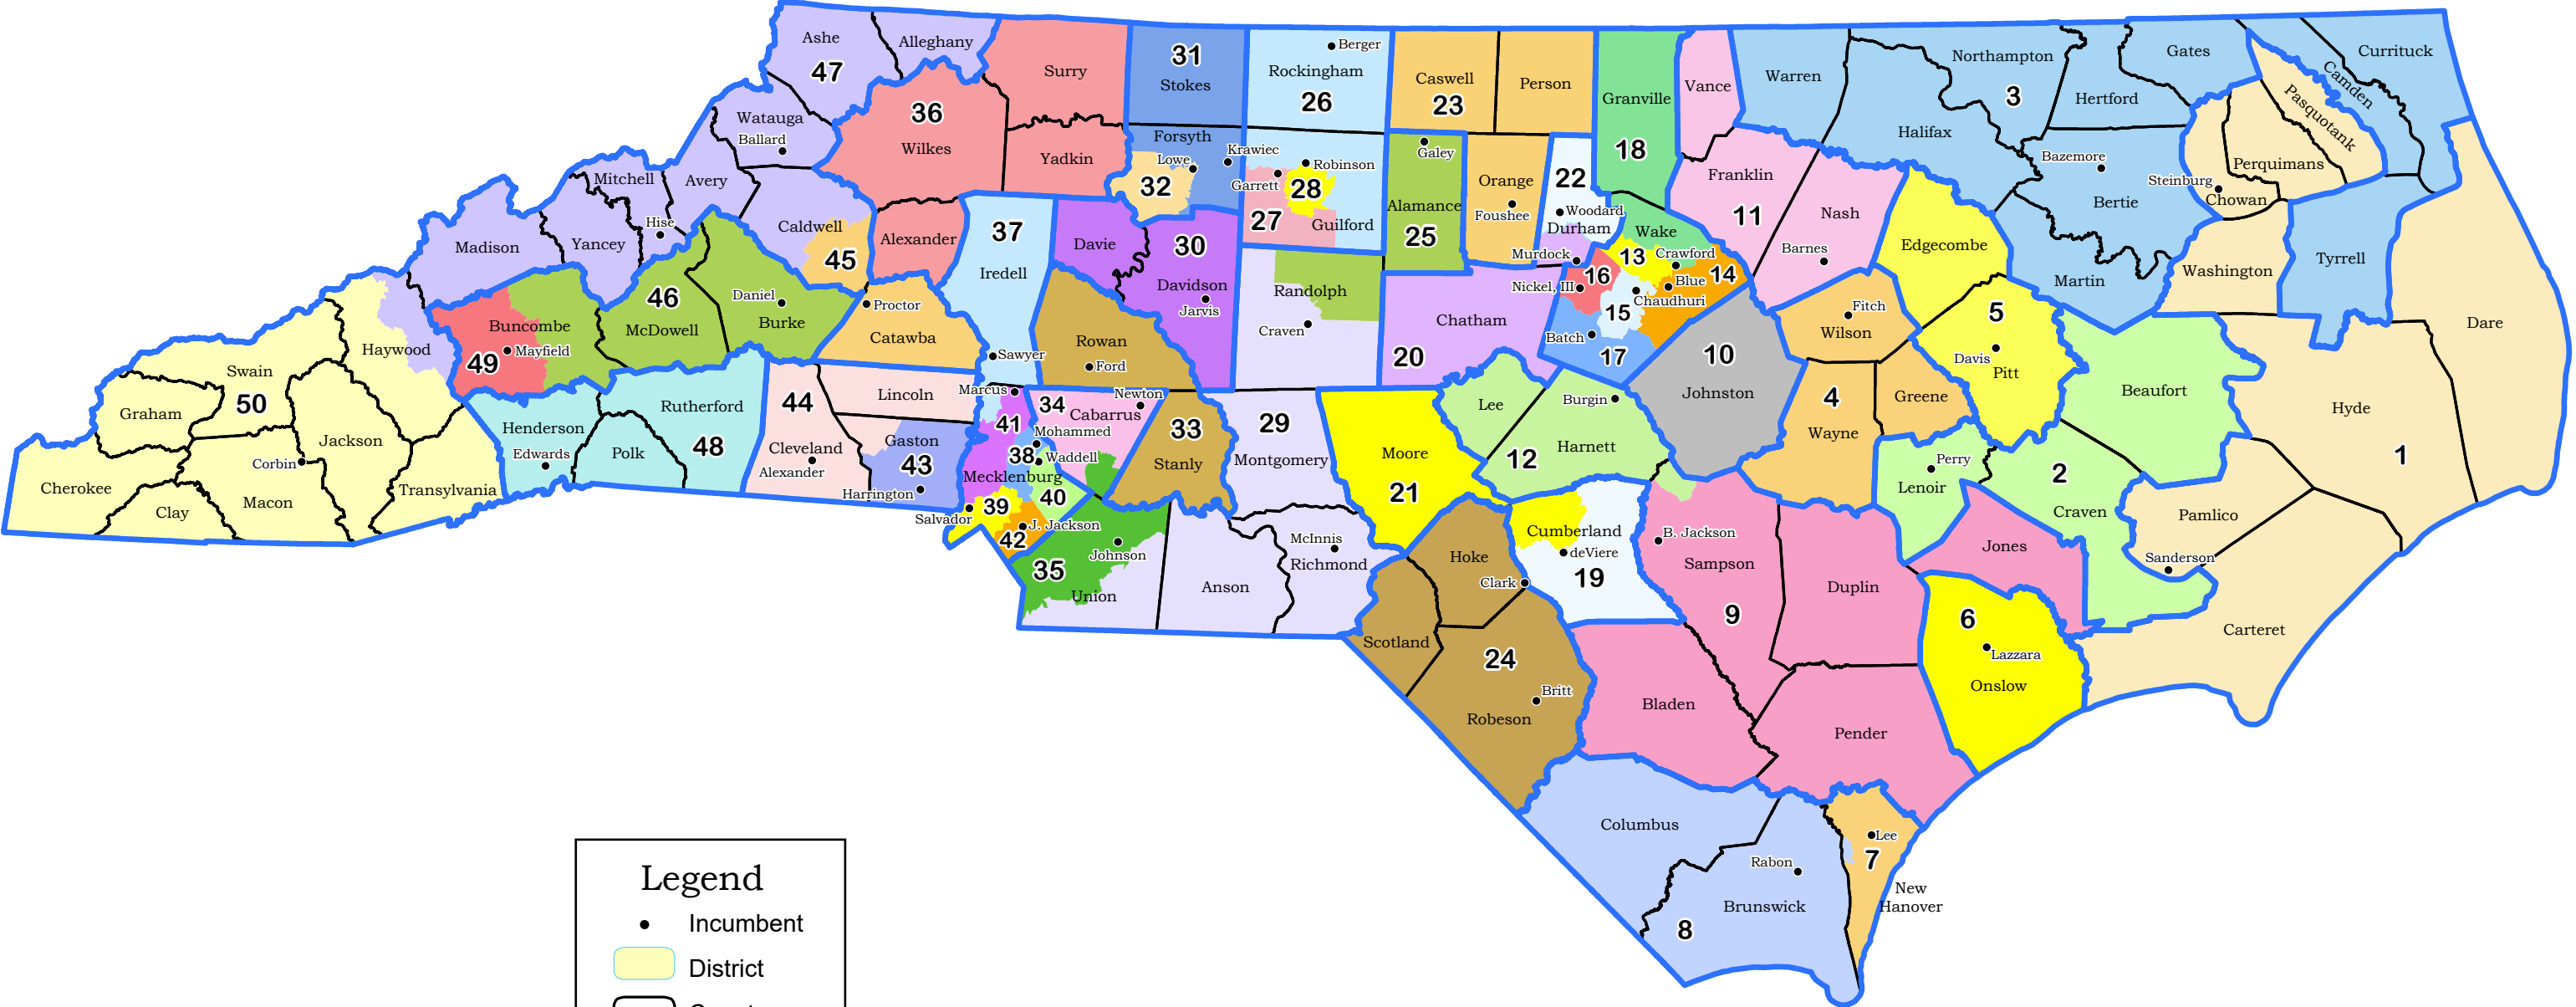 Ashe
47
Alleghany
Surry
31
Stokes
Berger
Rockingham
26
Caswell
23
Person
Granville
18
Vance
Warren
Northampton
3
Halifax
Hertford
Gates
Camden
Currituck
Pasquotank
Perquimans
Watauga
Ballard
36
Wilkes
Yadkin
Forsyth
Lowe
Krawiec
32
Robinson
Garrett
28
27
Guilford
Galey
Alamance
25
Orange
Foushee
22
Woodard
Durham
Murdock
Wake
13
Crawford
14
16
Nickel, III
Blue
Chaudhuri
15
Batch
17
Franklin
11
Nash
Barnes
Edgecombe
Bazemore
Bertie
Steinburg
Chowan
Martin
Washington
Tyrrell
Dare
Mitchell
Avery
Hise
Yancey
Madison
Caldwell
45
Alexander
37
Iredell
Davie
30
Davidson
Jarvis
Randolph
Craven
Chatham
20
10
Johnston
Fitch
Wilson
5
Davis
Pitt
Beaufort
Hyde
1
46
McDowell
Daniel
Burke
Proctor
Catawba
Buncombe
49
Mayfield
Haywood
Swain
50
Graham
Jackson
Corbin
Cherokee
Clay
Macon
Transylvania
Henderson
Edwards
Polk
Rutherford
48
44
Lincoln
Cleveland
Alexander
Gaston
43
Harrington
Sawyer
Marcus
41
Rowan
Ford
34
Newton
Cabarrus
Mohammed
38
Waddell
Mecklenburg
40
39
Salvador
J. Jackson
42
33
Stanly
29
Montgomery
Moore
21
Lee
Burgin
Harnett
12
4
Wayne
Greene
Perry
Lenoir
2
Craven
Pamlico
Jones
Sanderson
Carteret
35
Johnson
Union
Anson
McInnis
Richmond
Hoke
Clark
Scotland
24
Britt
Robeson
Cumberland
deViere
19
B. Jackson
Sampson
9
Duplin
6
Lazzara
Onslow
Bladen
Pender
Columbus
Rabon
Brunswick
8
Lee
7
New
Hanover
Legend
Incumbent
District